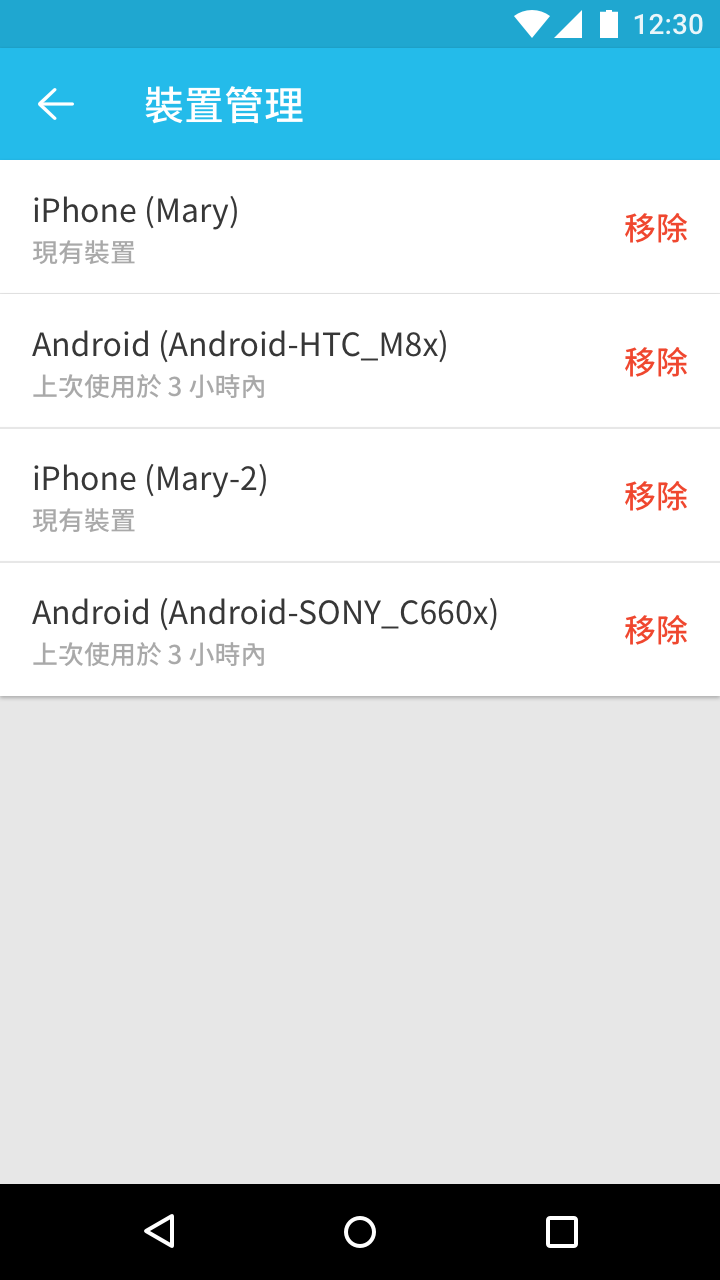 12:30
裝置管理
iPhone (Mary)
現有裝置
移除
Android (Android-HTC_M8x)
上次使用於 3 小時內
移除
iPhone (Mary-2)
現有裝置
移除
Android (Android-SONY_C660x)
上次使用於 3 小時內
移除